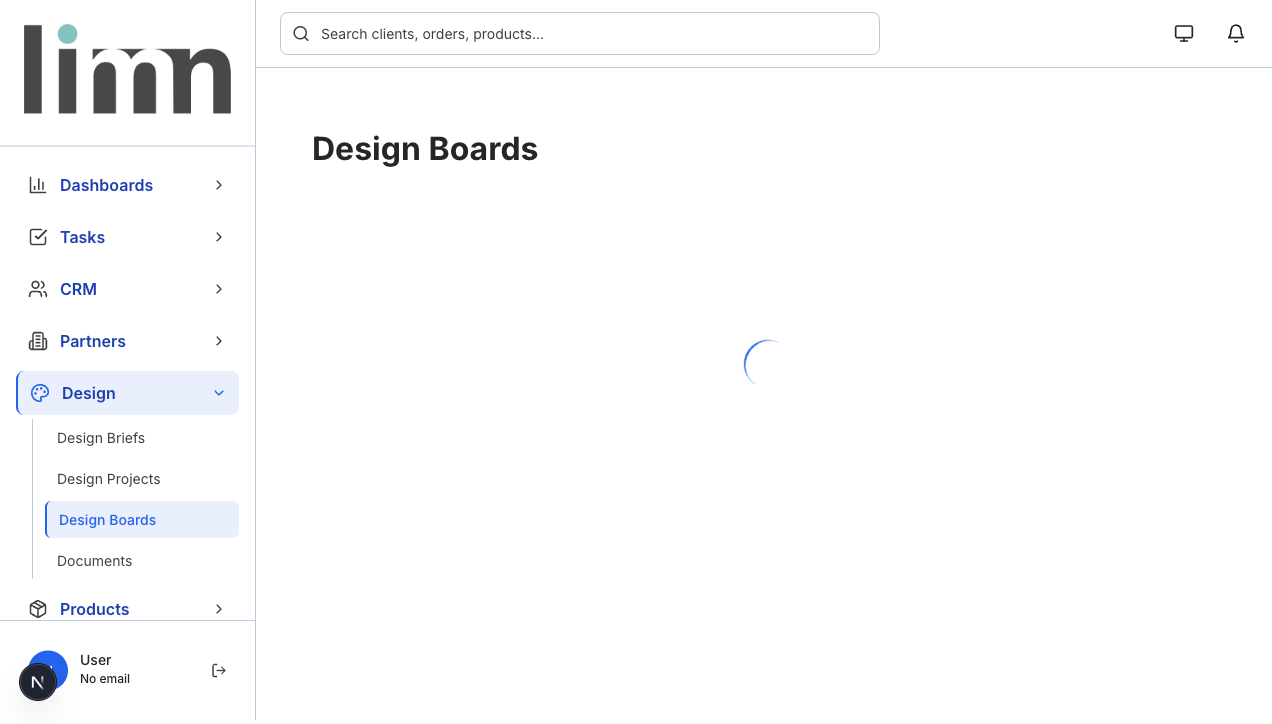 limn
Search clients, orders, products...
Dashboards
Tasks
CRM
Partners
Design
Design Briefs
Design Projects
Design Boards
Documents
Products
User
No email
N
Design Boards